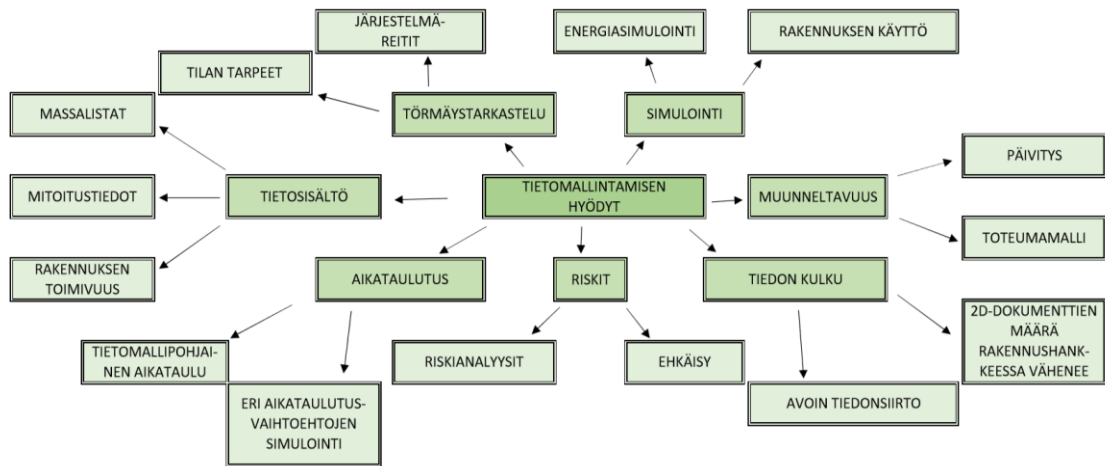 JÄRJESTELMÄ-
REITIT
ENERGIASIMULOINTI
RAKENNUKSEN KÄYTTÖ
TILAN TARPEET
MASSALISTAT
TÖRMÄYSTARKASTELU
SIMULOINTI
PÄIVITYS
MITOITUSTIEDOT
TIETOSISÄLTÖ
TIETOMALLINTAMISEN
HYÖDYT
MUUNNELTAVUUS
TOTEUMAMALLI
RAKENNUKSEN
TOIMIVUUS
AIKATAULUTUS
RISKIT
TIEDON KULKU
2D-DOKUMENTTIEN
MÄÄRÄ
RAKENNUSHANK-
KEESSA VÄHENEE
TIETOMALLIPOHJAI-
NEN AIKATAULU
RISKIANALYYSIT
EHKÄISY
ERI AIKATAULUTUS-
VAIHTOEHTOJEN
SIMULOINTI
AVOIN TIEDONSIIRTO